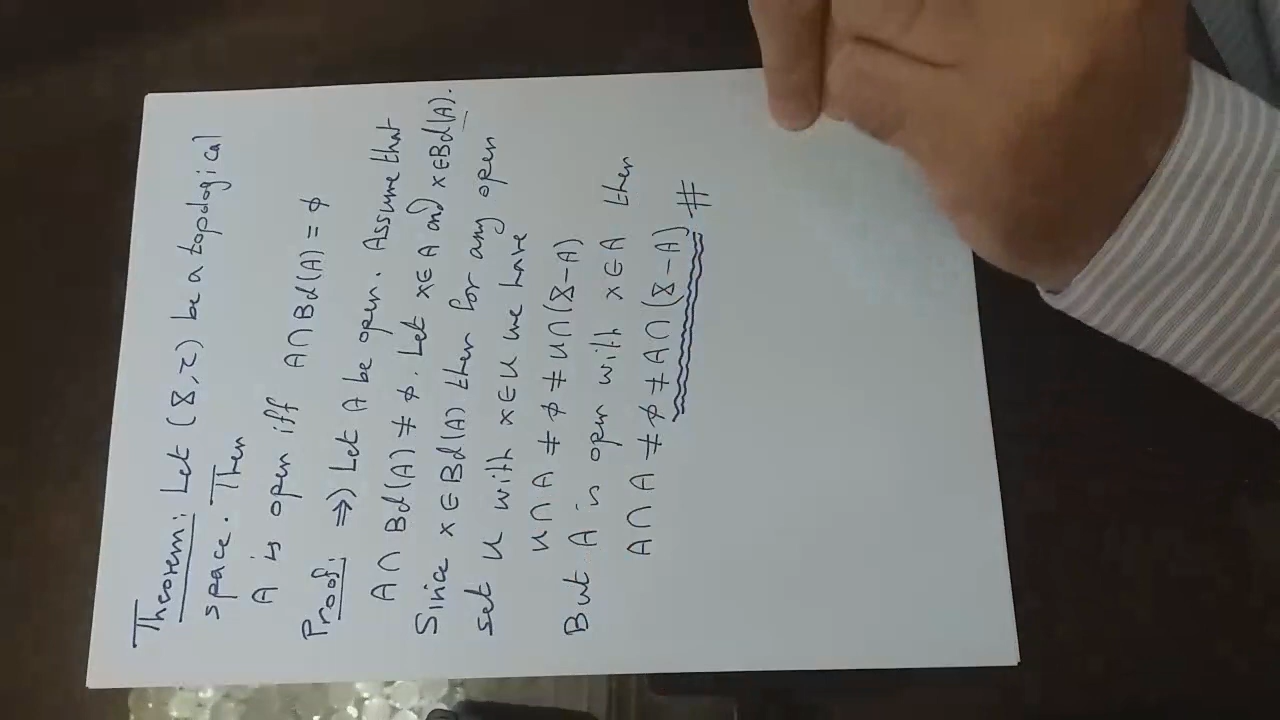 Theorem: Let (X,τ) be a topological
space. Then
A is open iff A∩Bd(A) = ϕ
Proof: ⇒) Let A be open. Assume that
A∩Bd(A) ≠ ϕ. Let x∈A and x∈Bd(A).
Since x∈Bd(A) then for any open
set U with x∈U we have
U∩A ≠ ϕ ≠ U∩(X-A)
But A is open with x∈A then
A∩A ≠ ϕ ≠ A∩(X-A) #